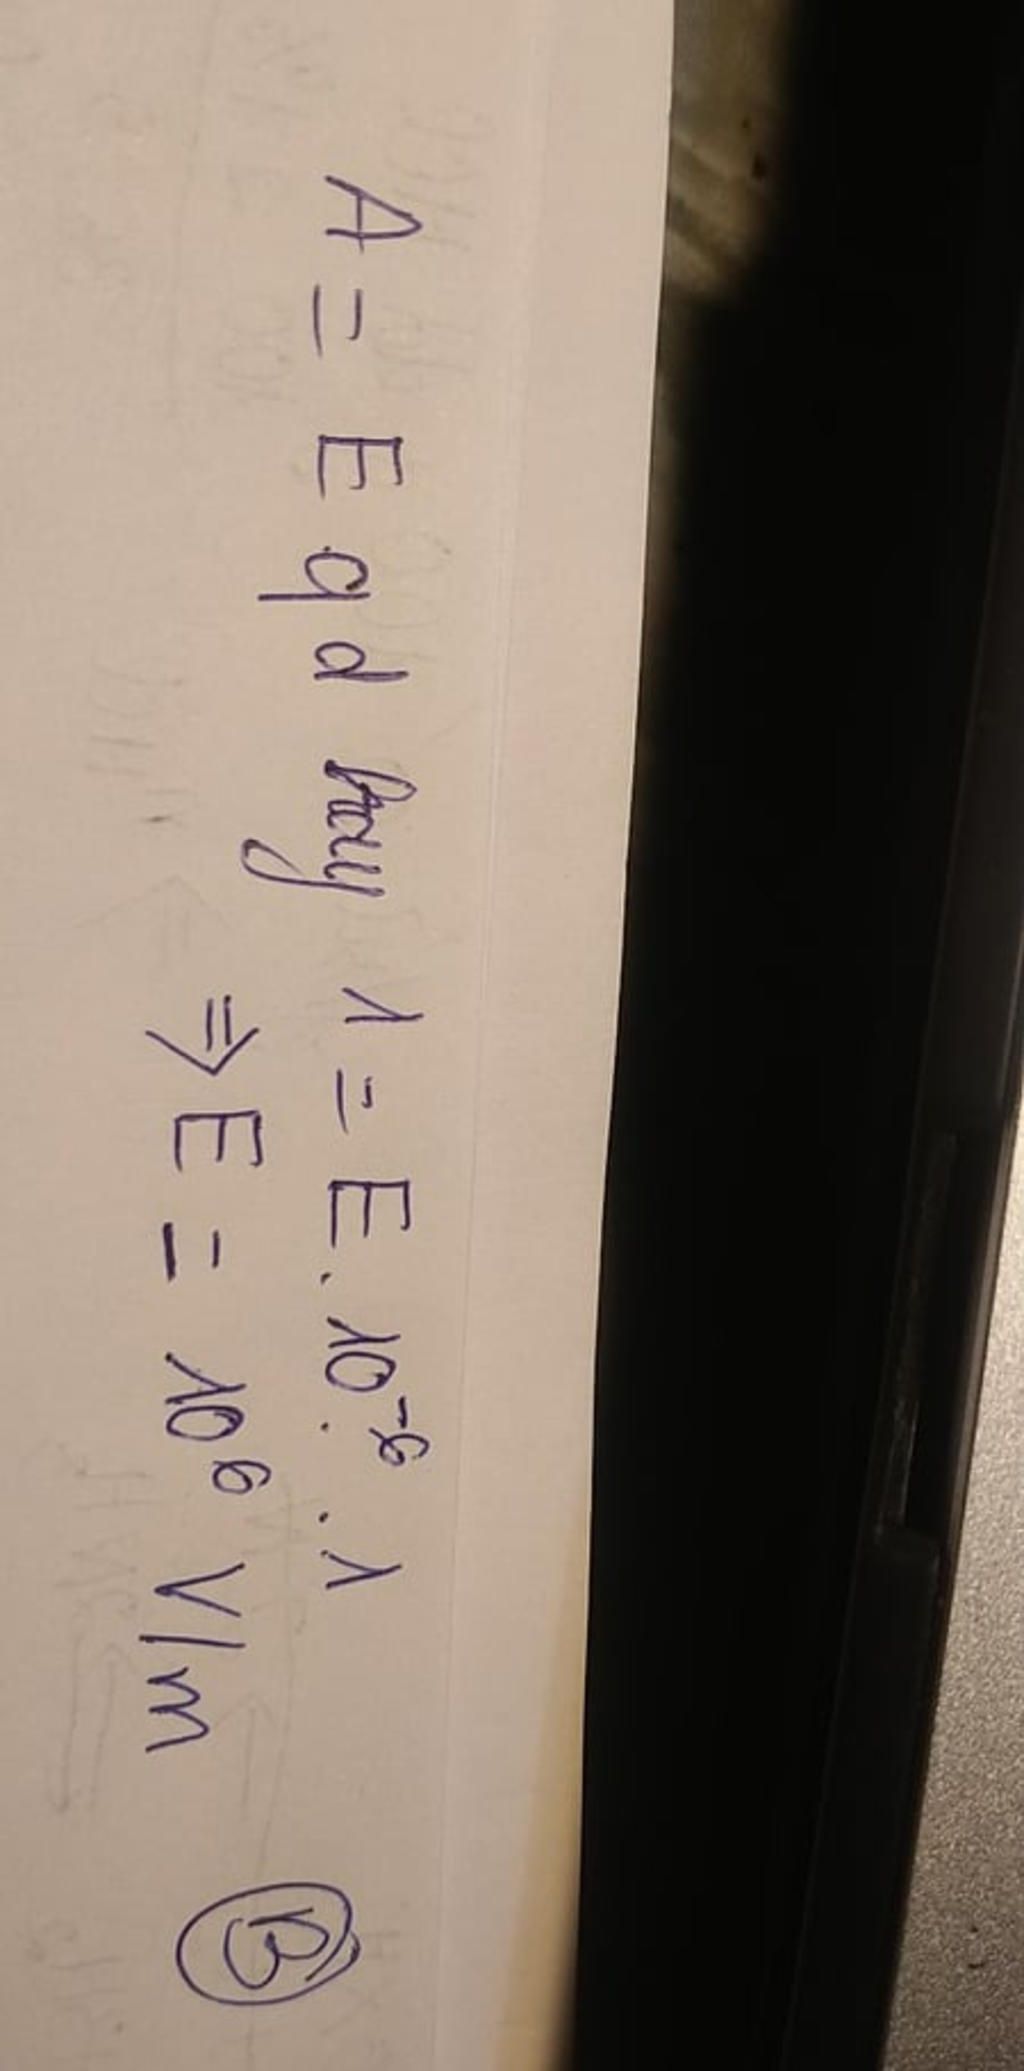 A = E q d hay 1 = E . 10⁻⁶ . 1
⇒ E = 10⁶ V/m
B